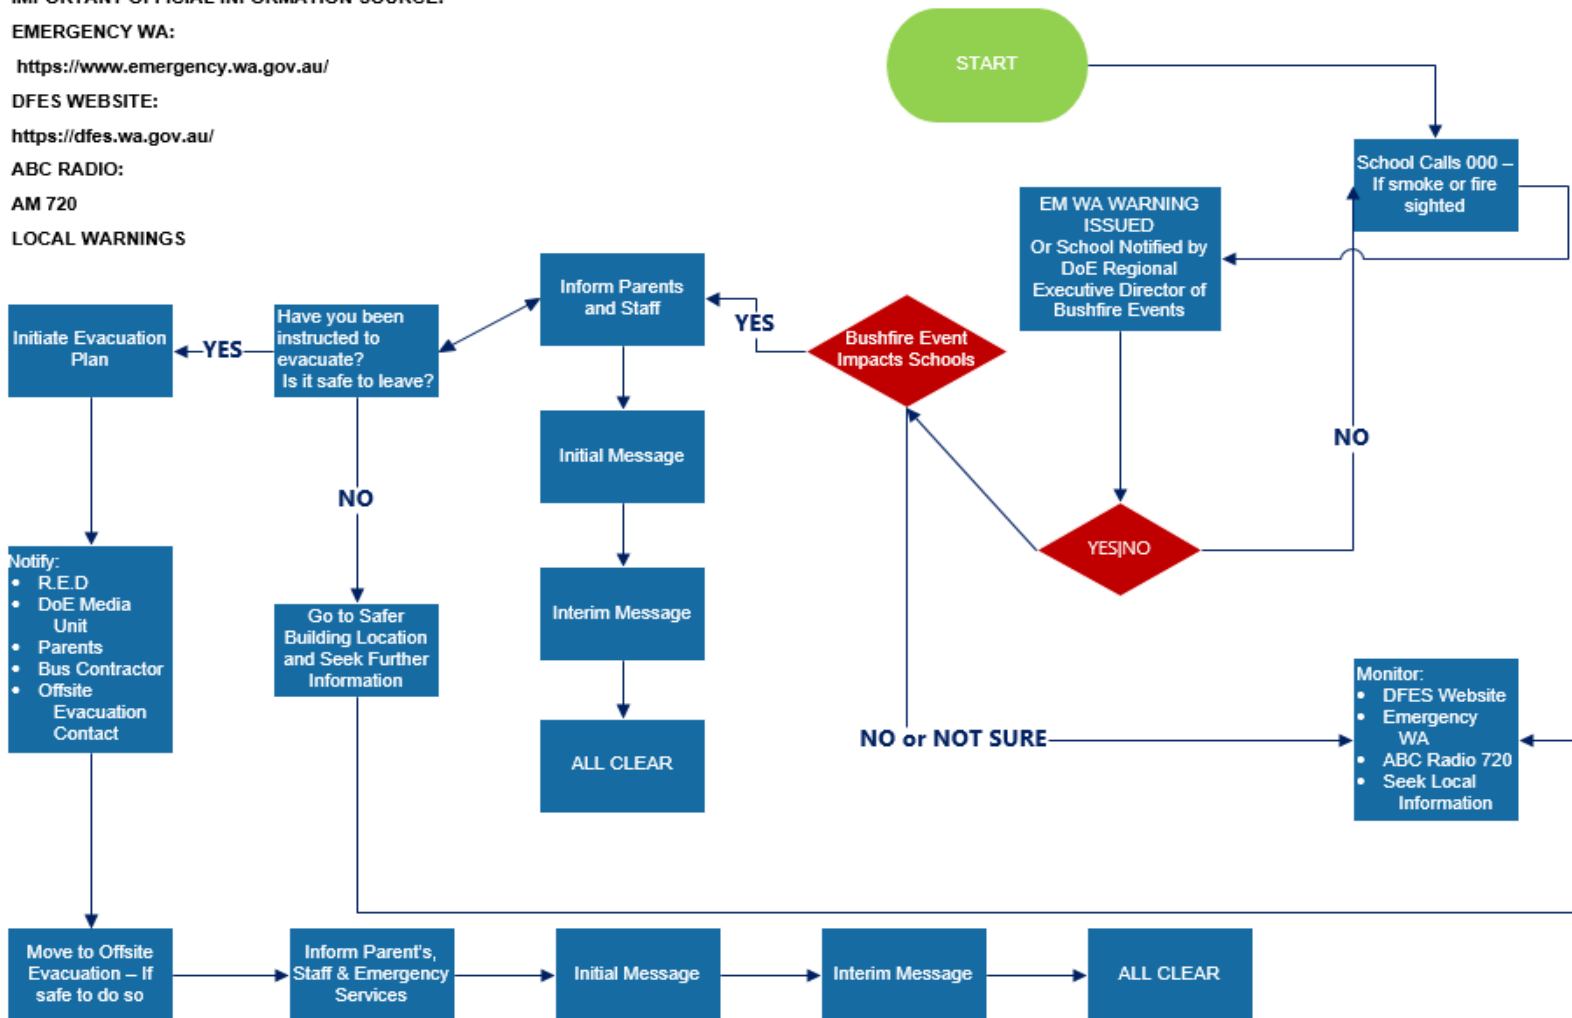 IMPORTANT OFFICIAL INFORMATION SOURCE:
EMERGENCY WA:
https://www.emergency.wa.gov.au/
DFES WEBSITE:
https://dfes.wa.gov.au/
ABC RADIO:
AM 720
LOCAL WARNINGS
START
School Calls 000 –
If smoke or fire
sighted
EM WA WARNING
ISSUED
Or School Notified by
DoE Regional
Executive Director of
Bushfire Events
YES|NO
NO
Bushfire Event
Impacts Schools
YES
NO or NOT SURE
Monitor:
• DFES Website
• Emergency
WA
• ABC Radio 720
• Seek Local
Information
Inform Parents
and Staff
Initial Message
Interim Message
ALL CLEAR
Have you been
instructed to
evacuate?
Is it safe to leave?
YES
NO
Go to Safer
Building Location
and Seek Further
Information
Initiate Evacuation
Plan
Notify:
• R.E.D
• DoE Media
Unit
• Parents
• Bus Contractor
• Offsite
Evacuation
Contact
Move to Offsite
Evacuation – If
safe to do so
Inform Parent's,
Staff & Emergency
Services
Initial Message
Interim Message
ALL CLEAR